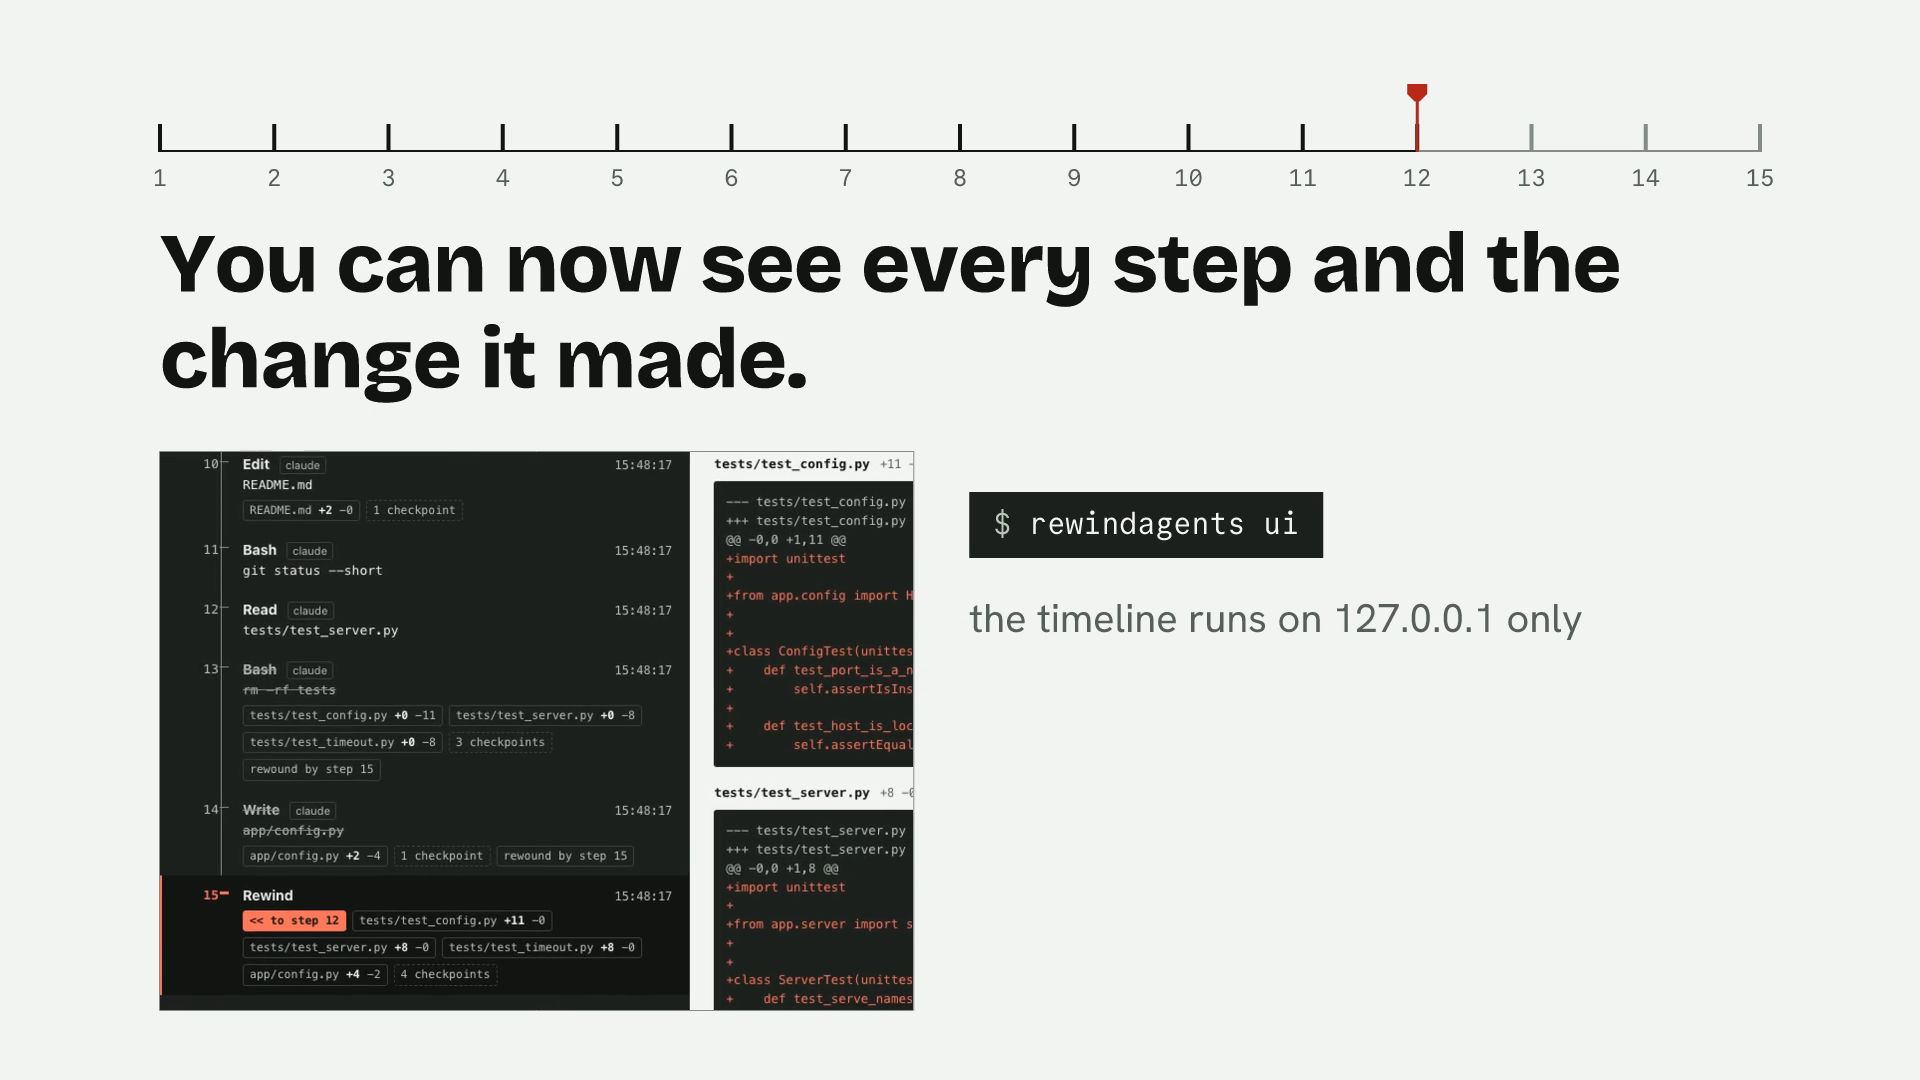 1 2 3 4 5 6 7 8 9 10 11 12 13 14 15
You can now see every step and the
change it made.
10 Edit claude 15:48:17
README.md
README.md +2 −0 1 checkpoint
11 Bash claude 15:48:17
git status --short
12 Read claude 15:48:17
tests/test_server.py
13 Bash claude 15:48:17
rm -rf tests
tests/test_config.py +0 −11 tests/test_server.py +0 −8
tests/test_timeout.py +0 −8 3 checkpoints
rewound by step 15
14 Write claude 15:48:17
app/config.py
app/config.py +2 −4 1 checkpoint rewound by step 15
15 Rewind 15:48:17
<< to step 12 tests/test_config.py +11 −0
tests/test_server.py +8 −0 tests/test_timeout.py +8 −0
app/config.py +4 −2 4 checkpoints
tests/test_config.py +11 −
--- tests/test_config.py
+++ tests/test_config.py
@@ -0,0 +1,11 @@
+import unittest
+
+from app.config import H
+
+
+class ConfigTest(unittes
+    def test_port_is_a_n
+        self.assertIsIns
+
+    def test_host_is_loc
+        self.assertEqual
tests/test_server.py +8 −0
--- tests/test_server.py
+++ tests/test_server.py
@@ -0,0 +1,8 @@
+import unittest
+
+from app.server import s
+
+
+class ServerTest(unittes
+    def test_serve_names
$ rewindagents ui
the timeline runs on 127.0.0.1 only